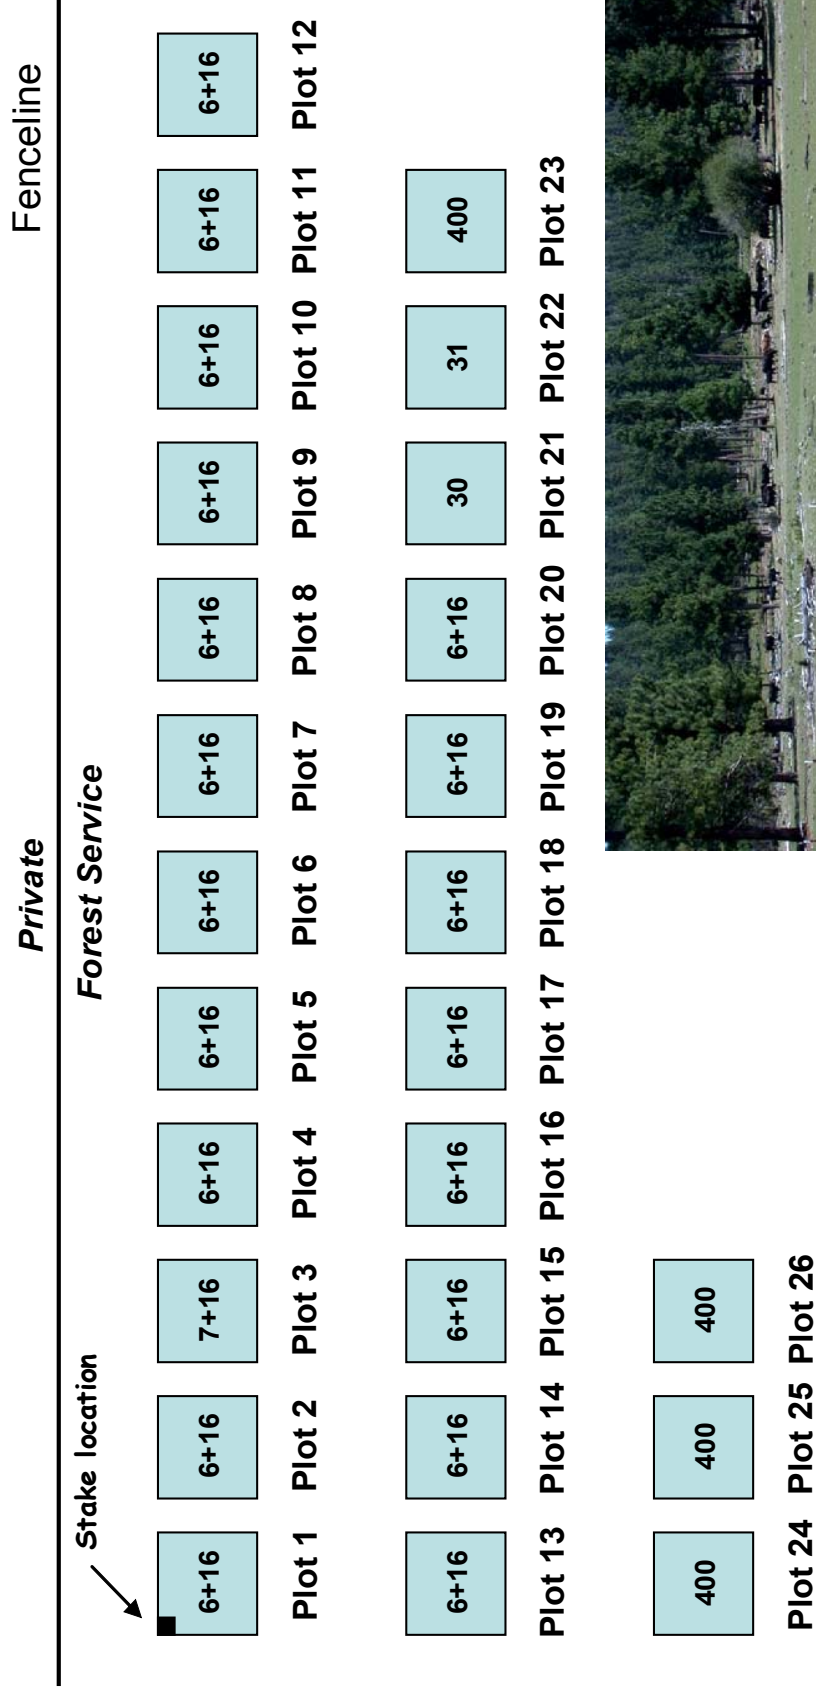 Private
Fenceline
Forest Service
Stake location
6+16
6+16
7+16
6+16
6+16
6+16
6+16
6+16
6+16
6+16
6+16
6+16
Plot 1
Plot 2
Plot 3
Plot 4
Plot 5
Plot 6
Plot 7
Plot 8
Plot 9
Plot 10
Plot 11
Plot 12
6+16
6+16
6+16
6+16
6+16
6+16
6+16
6+16
30
31
400
Plot 13
Plot 14
Plot 15
Plot 16
Plot 17
Plot 18
Plot 19
Plot 20
Plot 21
Plot 22
Plot 23
400
400
400
Plot 24
Plot 25
Plot 26